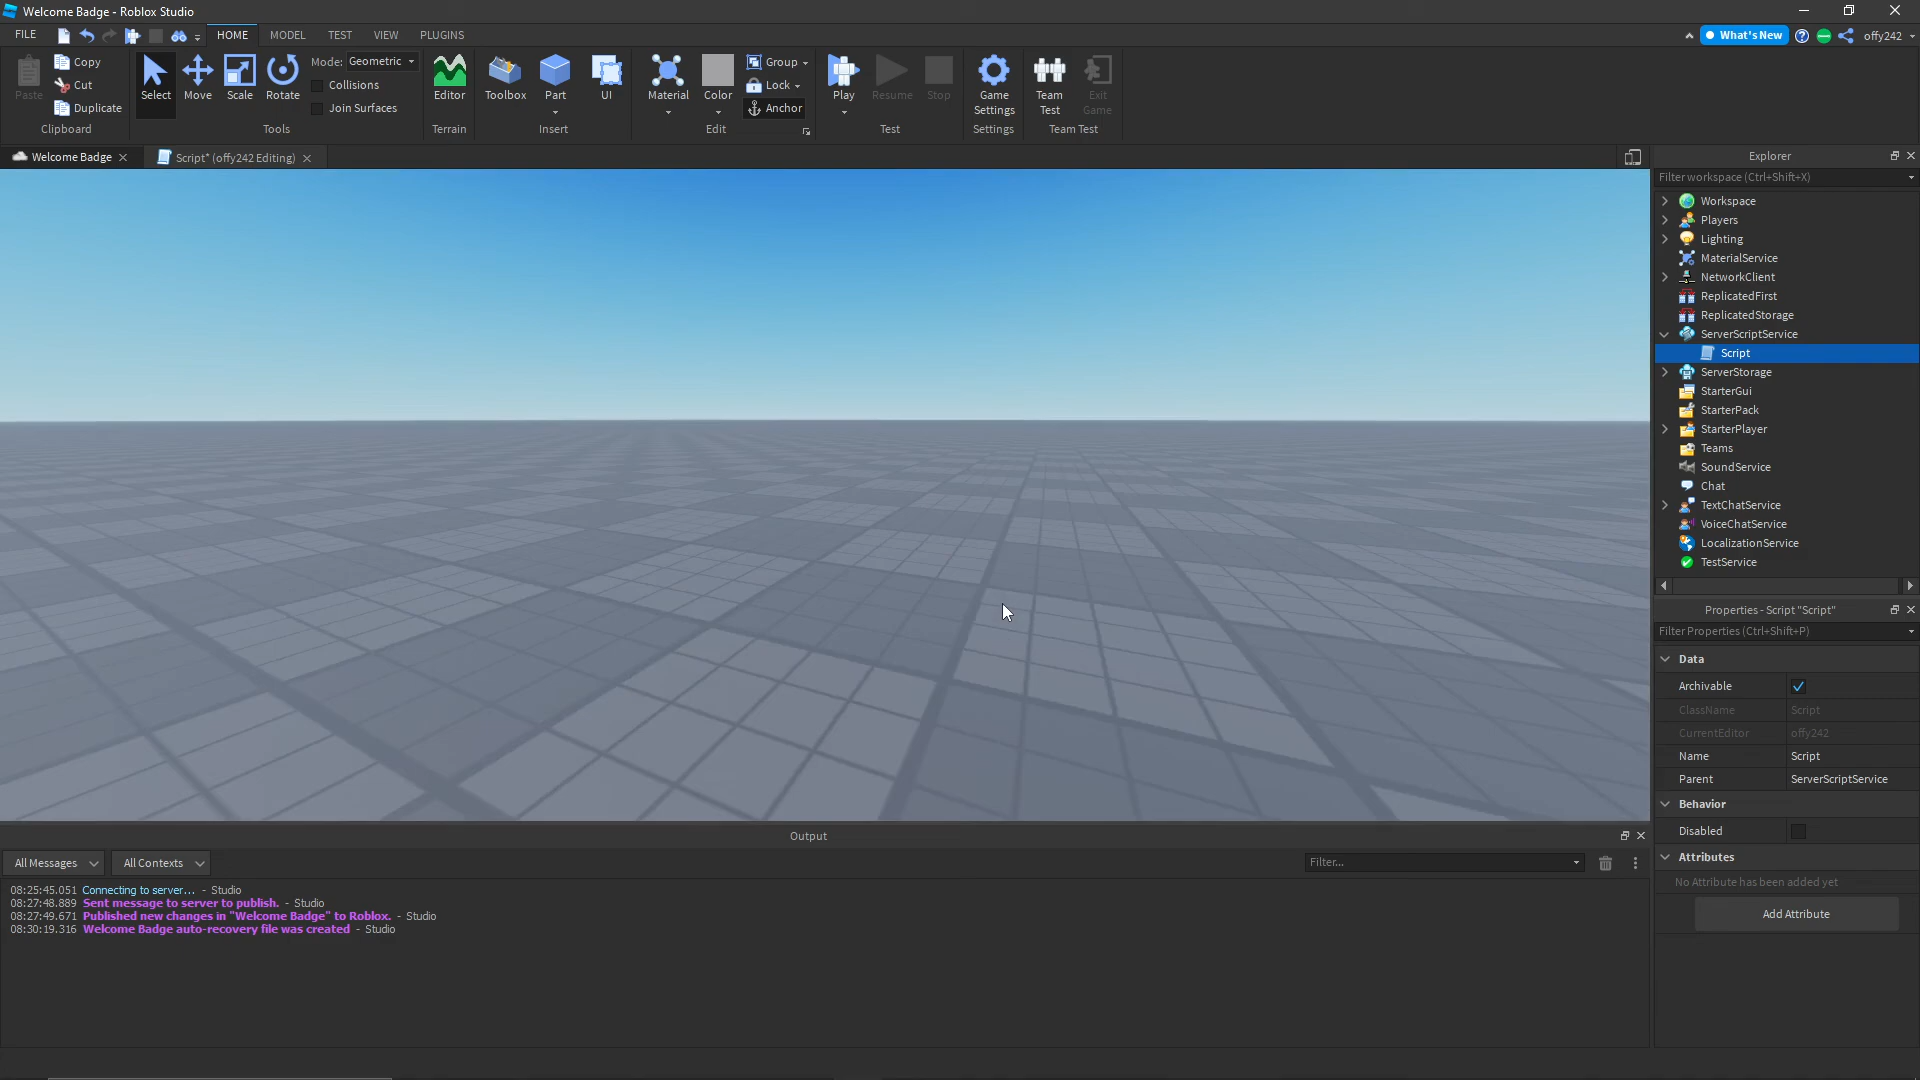 Welcome Badge - Roblox Studio
FILE HOME MODEL TEST VIEW PLUGINS What's New offy242
Paste Copy Cut Duplicate Clipboard
Select Move Scale Rotate Mode: Geometric Collisions Join Surfaces Tools
Editor Terrain
Toolbox Part UI Insert
Material Color Group Lock Anchor Edit
Play Resume Stop Test
Game Settings Settings
Team Test Exit Game Team Test
Welcome Badge Script* (offy242 Editing)
Explorer
Filter workspace (Ctrl+Shift+X)
Workspace
Players
Lighting
MaterialService
NetworkClient
ReplicatedFirst
ReplicatedStorage
ServerScriptService
Script
ServerStorage
StarterGui
StarterPack
StarterPlayer
Teams
SoundService
Chat
TextChatService
VoiceChatService
LocalizationService
TestService
Properties - Script "Script"
Filter Properties (Ctrl+Shift+P)
Data
Archivable
ClassName Script
CurrentEditor offy242
Name Script
Parent ServerScriptService
Behavior
Disabled
Attributes
No Attribute has been added yet
Add Attribute
Output
All Messages All Contexts Filter...
08:25:45.051 Connecting to server... - Studio
08:27:48.889 Sent message to server to publish. - Studio
08:27:49.671 Published new changes in "Welcome Badge" to Roblox. - Studio
08:30:19.316 Welcome Badge auto-recovery file was created - Studio